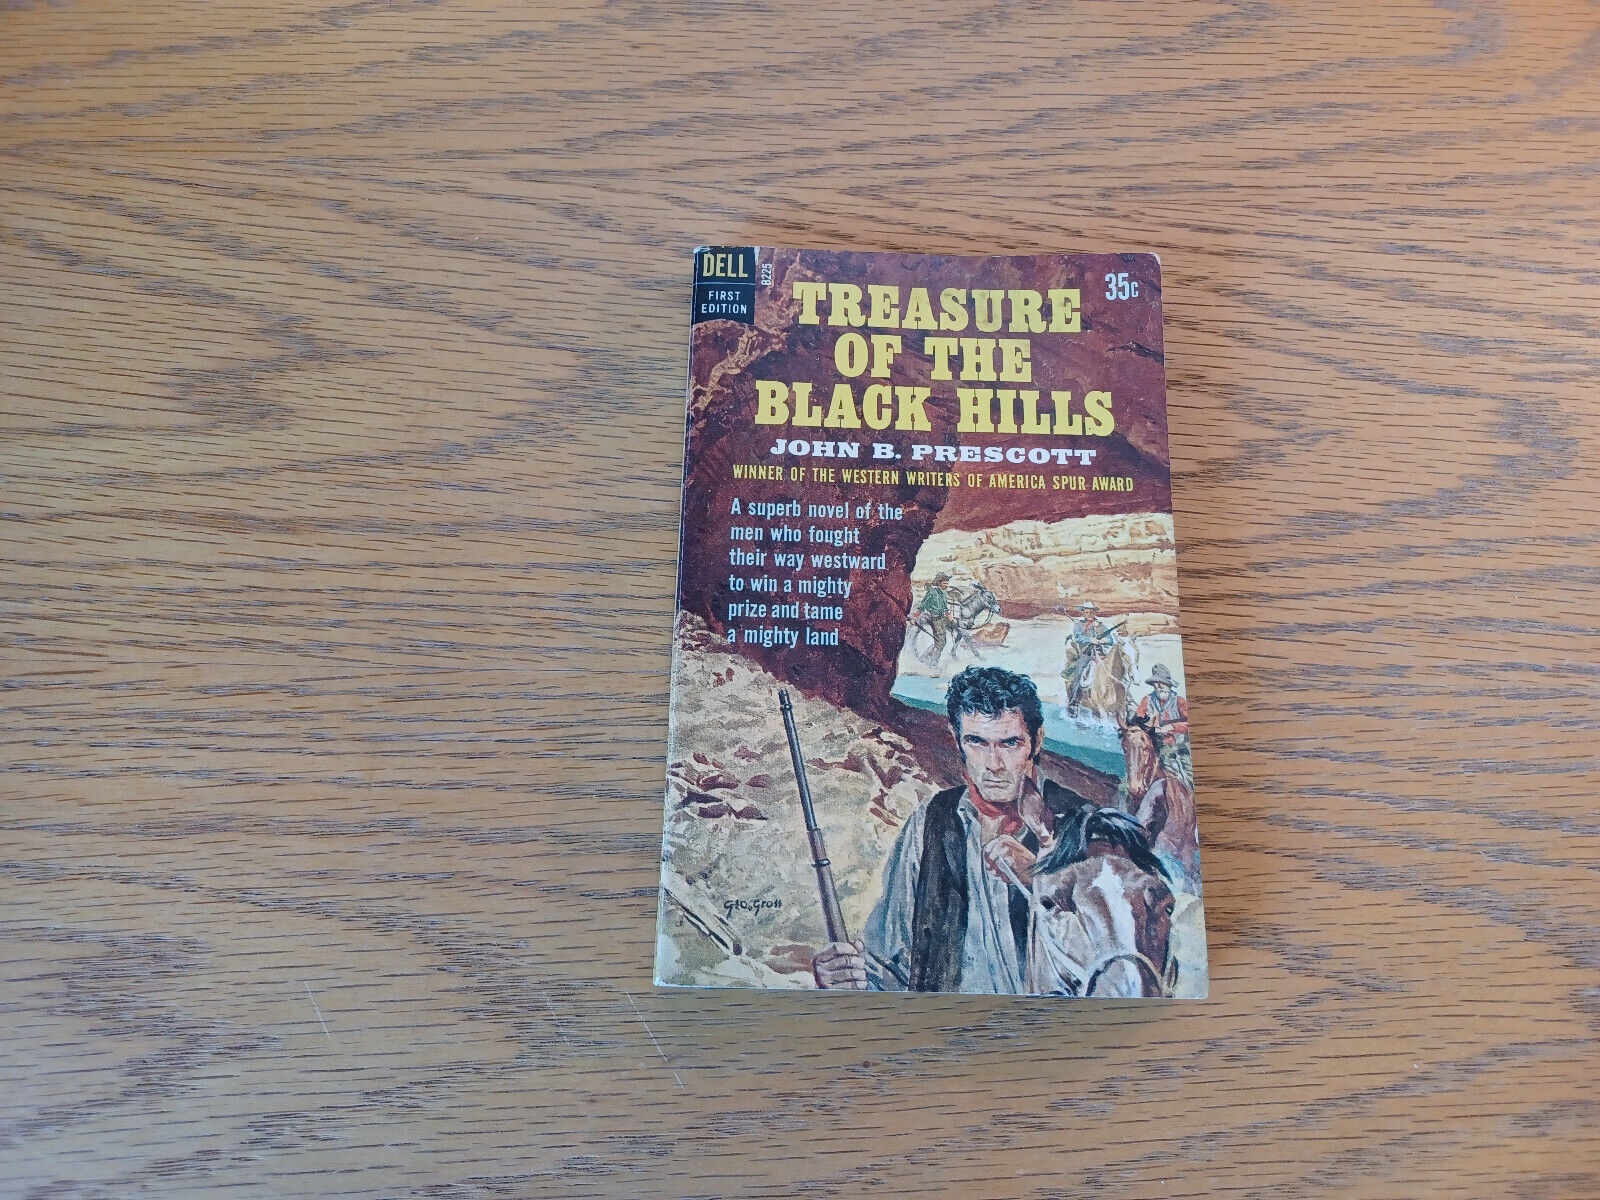 DELL
FIRST
EDITION
B225
35c
TREASURE
OF THE
BLACK HILLS
JOHN B. PRESCOTT
WINNER OF THE WESTERN WRITERS OF AMERICA SPUR AWARD
A superb novel of the
men who fought
their way westward
to win a mighty
prize and tame
a mighty land
Geo.Gross